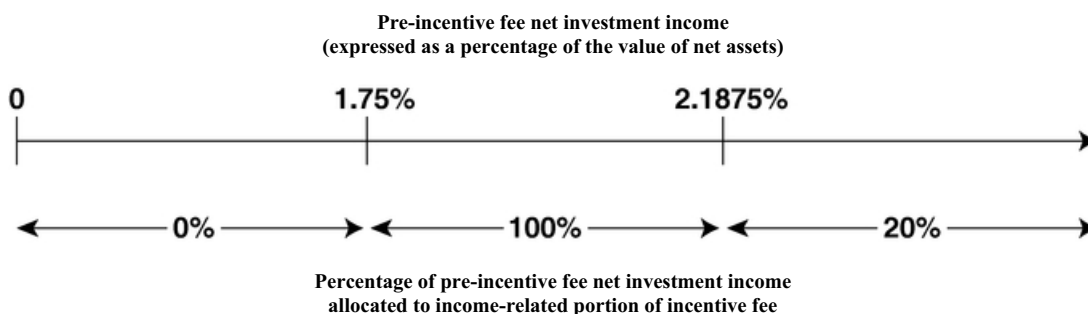 Pre-incentive fee net investment income
(expressed as a percentage of the value of net assets)
0 1.75% 2.1875%
0% 100% 20%
Percentage of pre-incentive fee net investment income
allocated to income-related portion of incentive fee